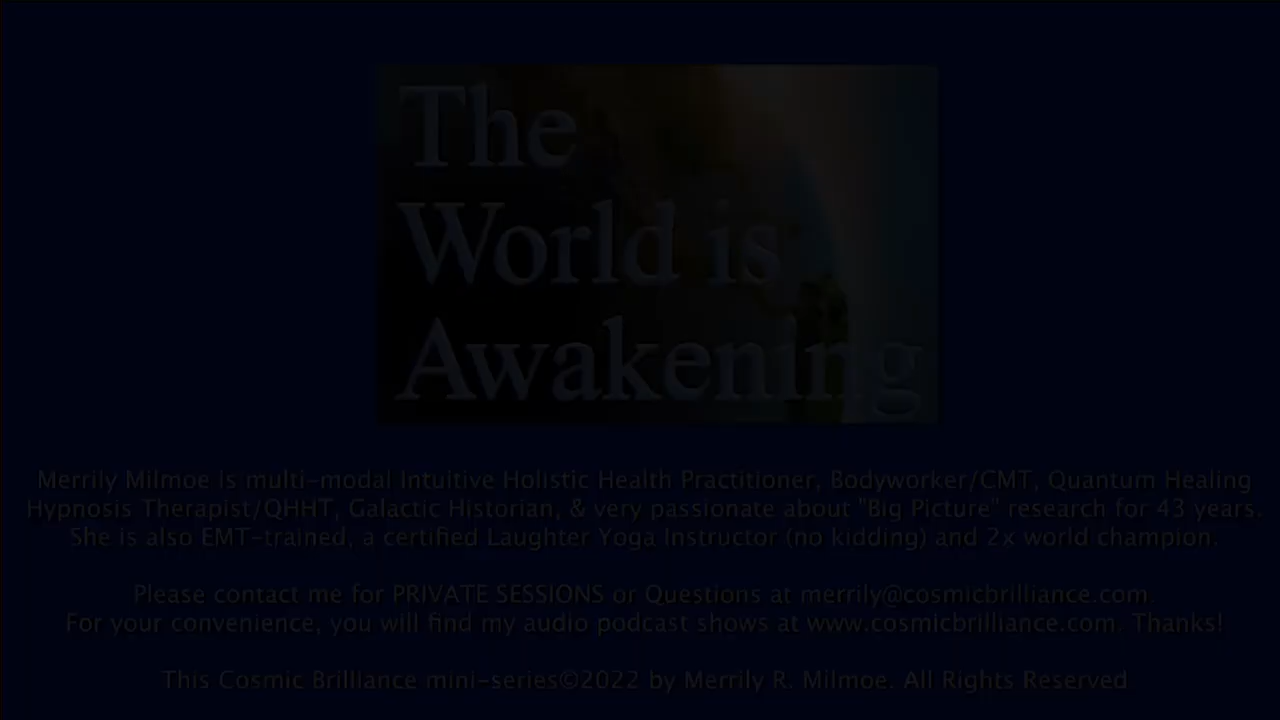 The
World is
Awakening
Merrily Milmoe is multi-modal Intuitive Holistic Health Practitioner, Bodyworker/CMT, Quantum Healing
Hypnosis Therapist/QHHT, Galactic Historian, & very passionate about "Big Picture" research for 43 years.
She is also EMT-trained, a certified Laughter Yoga Instructor (no kidding) and 2x world champion.
Please contact me for PRIVATE SESSIONS or Questions at merrily@cosmicbrilliance.com.
For your convenience, you will find my audio podcast shows at www.cosmicbrilliance.com. Thanks!
This Cosmic Brilliance mini-series©2022 by Merrily R. Milmoe. All Rights Reserved